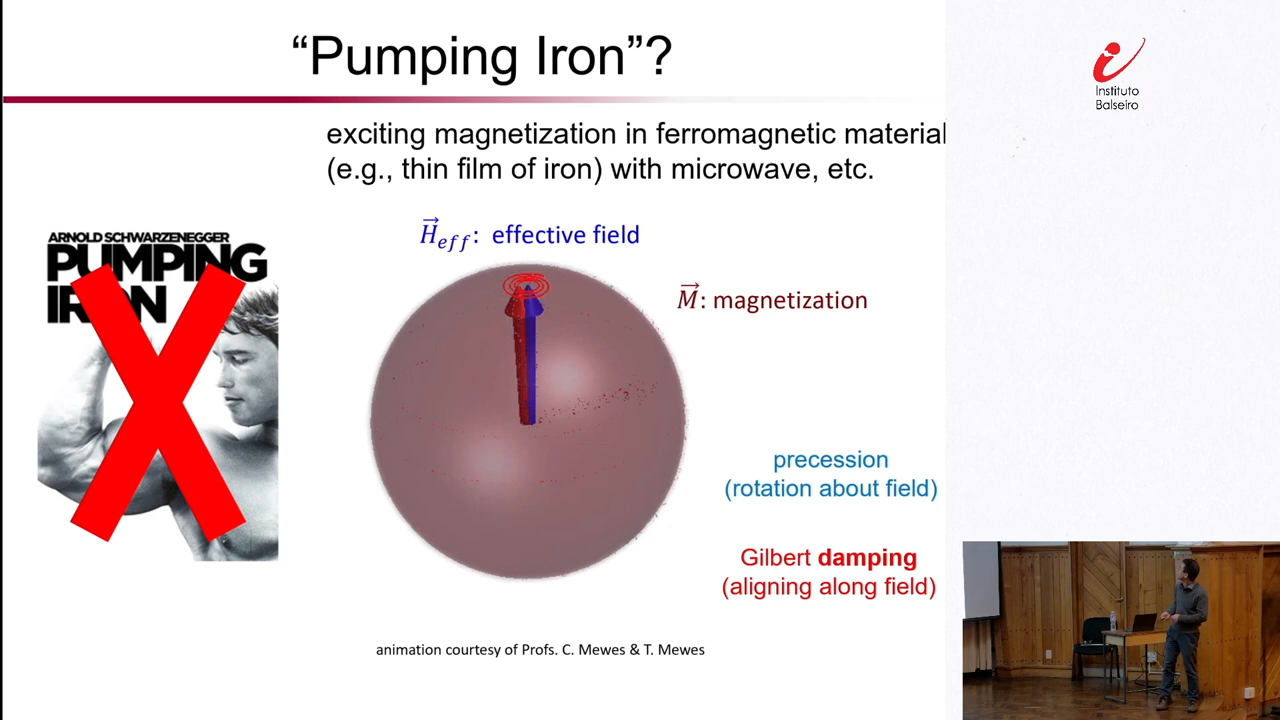 “Pumping Iron”?
Instituto
Balseiro
exciting magnetization in ferromagnetic material
(e.g., thin film of iron) with microwave, etc.
ARNOLD SCHWARZENEGGER
PUMPING
IRON
H⃗eff: effective field
M⃗: magnetization
precession
(rotation about field)
Gilbert damping
(aligning along field)
animation courtesy of Profs. C. Mewes & T. Mewes